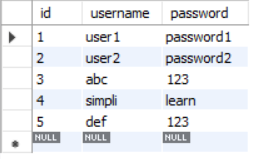 id username password
1 user1 password1
2 user2 password2
3 abc 123
4 simpli learn
5 def 123
NULL NULL NULL